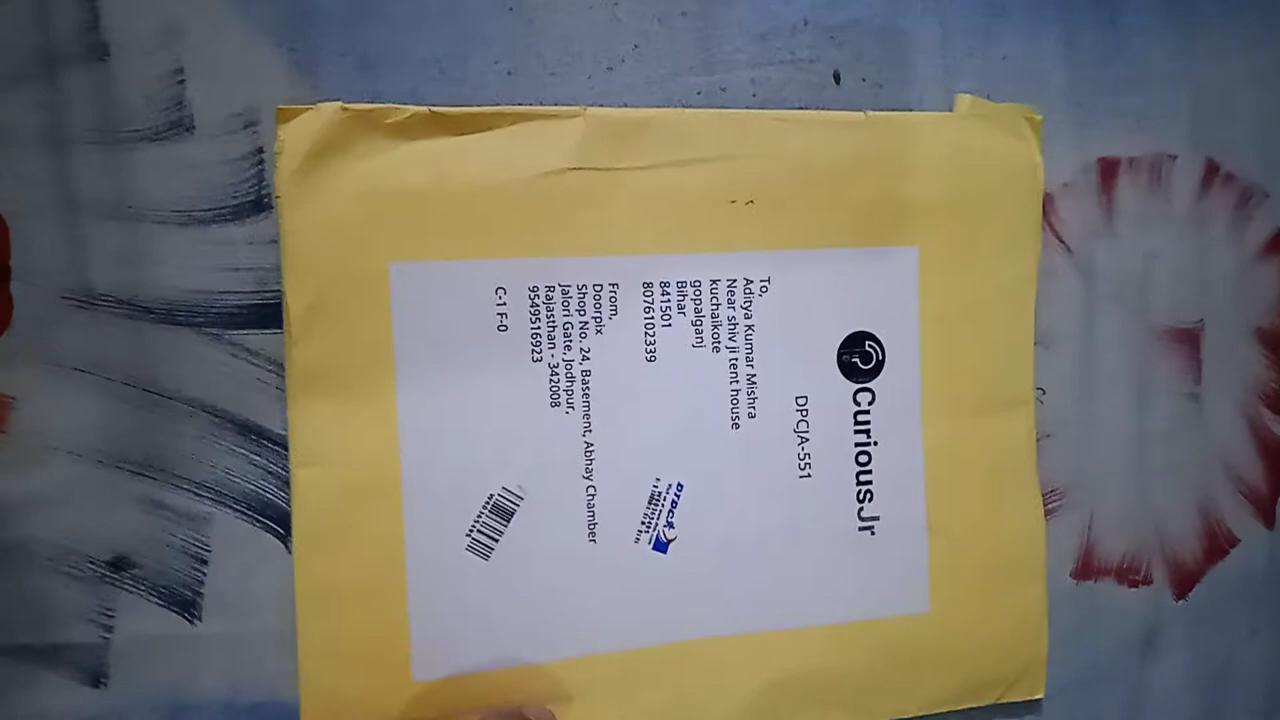 CuriousJr
DPCJA-551
To,
Aditya Kumar Mishra
Near shiv ji tent house
kuchaikote
gopalganj
Bihar
841501
8076102339
DTDC
From,
Doorpix
Shop No. 24, Basement, Abhay Chamber
Jalori Gate, Jodhpur,
Rajasthan - 342008
9549516923
C-1 F-0